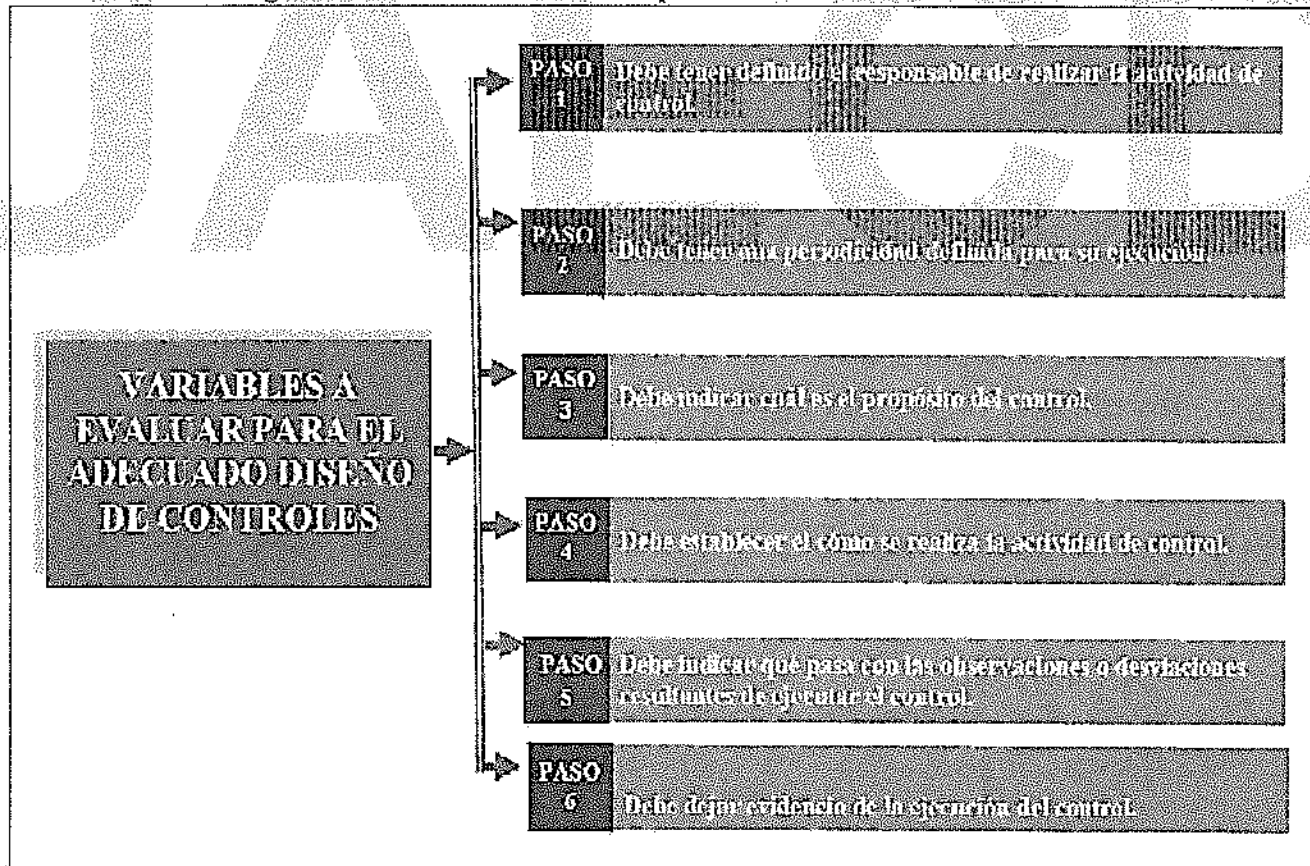 VARIABLES A
EVALUAR PARA EL
ADECUADO DISEÑO
DE CONTROLES
PASO
1
Debe tener definido el responsable de realizar la actividad de
control.
PASO
2
Debe tener una periodicidad definida para su ejecución.
PASO
3
Debe indicar cuál es el propósito del control.
PASO
4
Debe establecer el cómo se realiza la actividad de control.
PASO
5
Debe indicar qué pasa con las observaciones o desviaciones
resultantes de ejecutar el control.
PASO
6
Debe dejar evidencio de la ejecución del control.